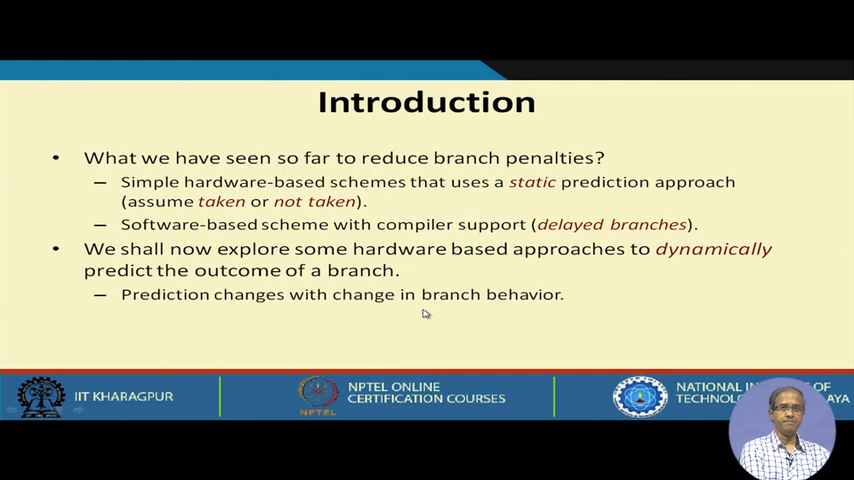 Introduction
• What we have seen so far to reduce branch penalties?
– Simple hardware-based schemes that uses a static prediction approach
(assume taken or not taken).
– Software-based scheme with compiler support (delayed branches).
• We shall now explore some hardware based approaches to dynamically
predict the outcome of a branch.
– Prediction changes with change in branch behavior.
IIT KHARAGPUR
NPTEL
NPTEL ONLINE
CERTIFICATION COURSES
NATIONAL OF